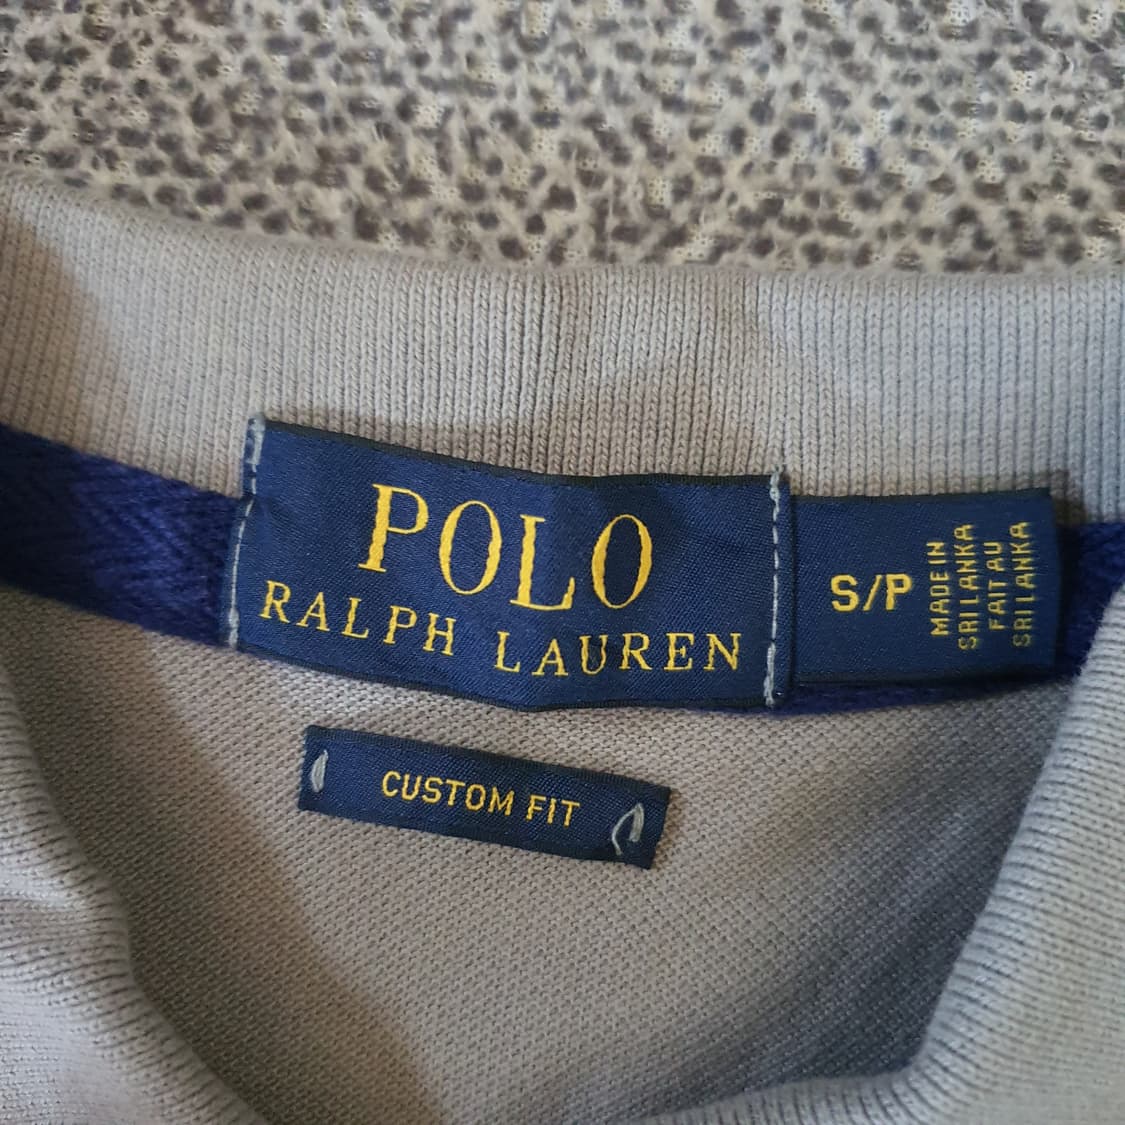 POLO
RALPH LAUREN
S/P
MADE IN
SRI LANKA
FAIT AU
SRI LANKA
CUSTOM FIT